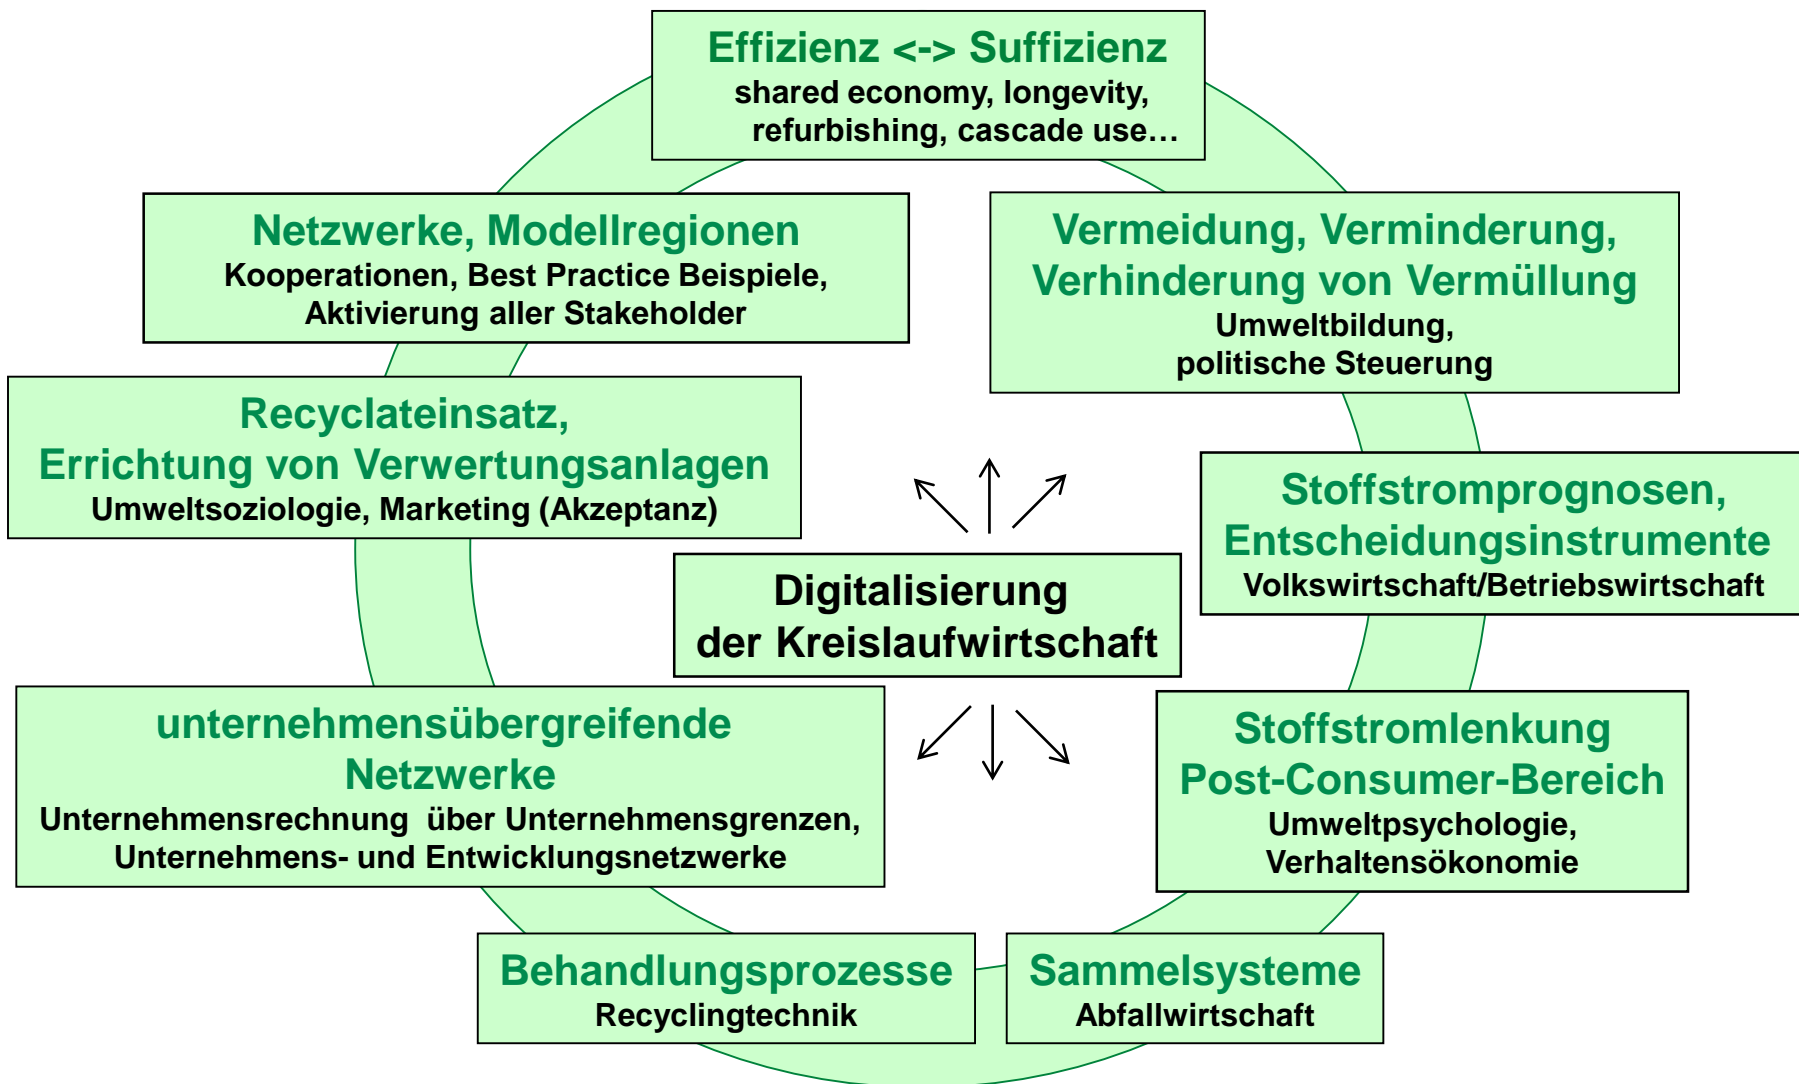 Effizienz <-> Suffizienz
shared economy, longevity,
refurbishing, cascade use…
Netzwerke, Modellregionen
Kooperationen, Best Practice Beispiele,
Aktivierung aller Stakeholder
Vermeidung, Verminderung,
Verhinderung von Vermüllung
Umweltbildung,
politische Steuerung
Recyclateinsatz,
Errichtung von Verwertungsanlagen
Umweltsoziologie, Marketing (Akzeptanz)
Stoffstromprognosen,
Entscheidungsinstrumente
Volkswirtschaft/Betriebswirtschaft
Digitalisierung
der Kreislaufwirtschaft
unternehmensübergreifende
Netzwerke
Unternehmensrechnung über Unternehmensgrenzen,
Unternehmens- und Entwicklungsnetzwerke
Stoffstromlenkung
Post-Consumer-Bereich
Umweltpsychologie,
Verhaltensökonomie
Behandlungsprozesse
Recyclingtechnik
Sammelsysteme
Abfallwirtschaft